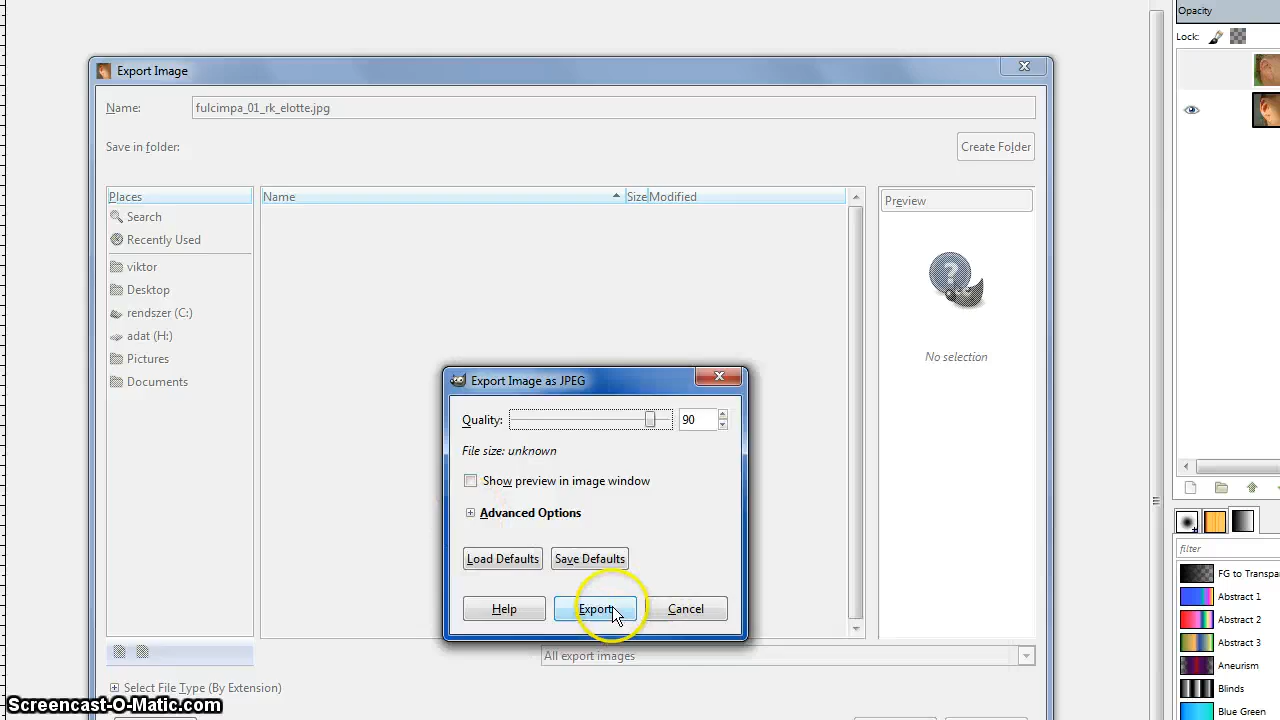 Opacity
Lock:
Export Image
Name: fulcimpa_01_rk_elotte.jpg
Save in folder:
Create Folder
Places
Name Size Modified
Preview
Search
Recently Used
viktor
Desktop
rendszer (C:)
adat (H:)
Pictures
Documents
?
No selection
Export Image as JPEG
Quality: 90
File size: unknown
Show preview in image window
Advanced Options
Load Defaults Save Defaults
Help Export Cancel
All export images
Select File Type (By Extension)
filter
FG to Transpa
Abstract 1
Abstract 2
Abstract 3
Aneurism
Blinds
Blue Green
Screencast-O-Matic.com